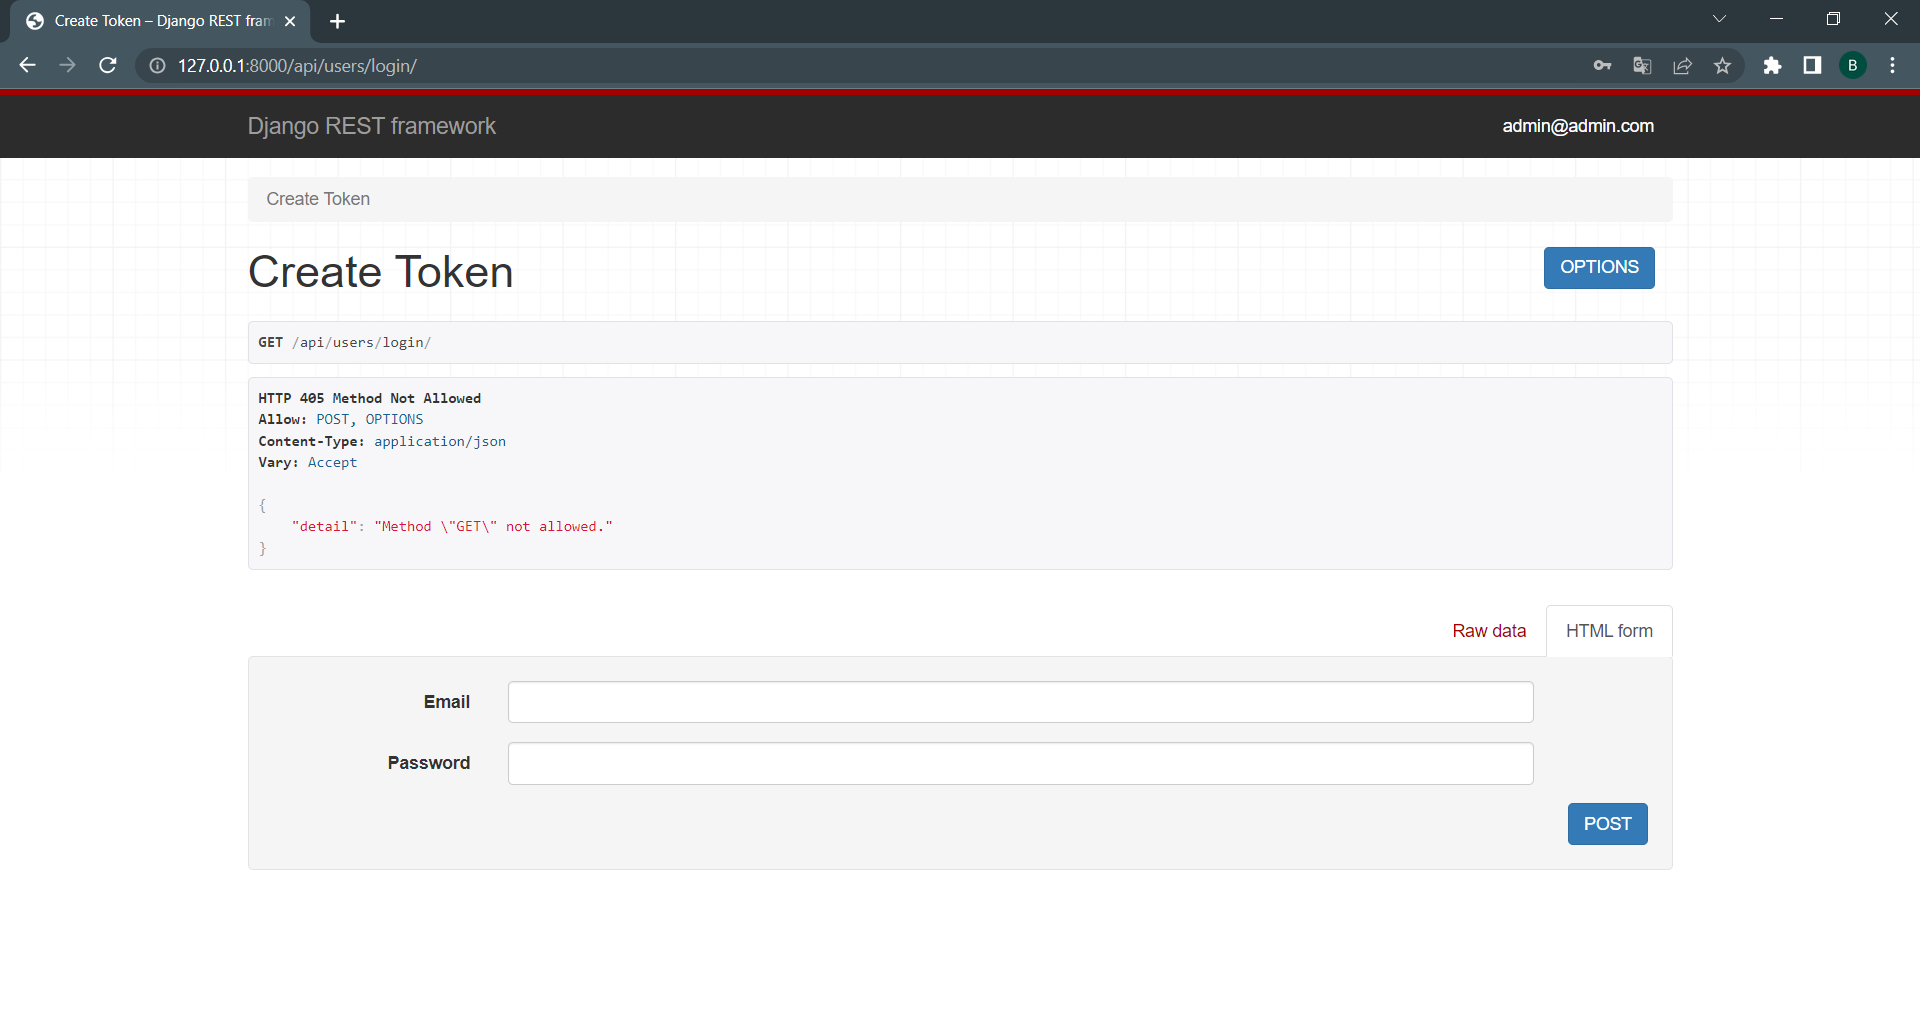 Create Token – Django REST fram
127.0.0.1:8000/api/users/login/
B
Django REST framework
admin@admin.com
Create Token
Create Token
OPTIONS
GET /api/users/login/
HTTP 405 Method Not Allowed
Allow: POST, OPTIONS
Content-Type: application/json
Vary: Accept
{
"detail": "Method \"GET\" not allowed."
}
Raw data
HTML form
Email
Password
POST